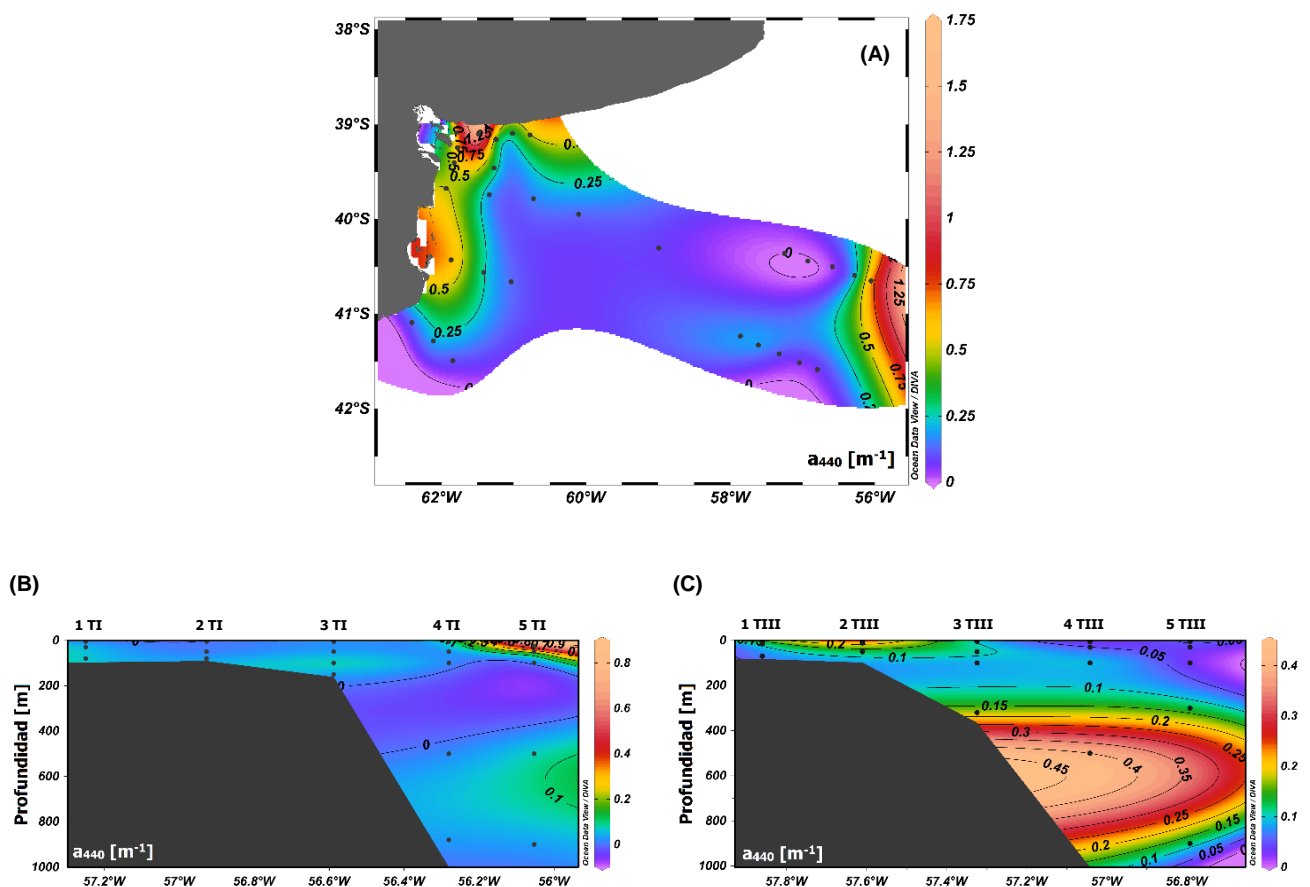 (A)
38°S
39°S
40°S
41°S
42°S
62°W 60°W 58°W 56°W
1.25
0.75
0.5
0.25
0
0.5
0.25
0
0
1.25
0.5
0.75
a440 [m-1]
Ocean Data View / DIVA
1.75
1.5
1.25
1
0.75
0.5
0.25
0
(B)
1 TI 2 TI 3 TI 4 TI 5 TI
Profundidad [m]
0
200
400
600
800
1000
0
0
0.1
a440 [m-1]
57.2°W 57°W 56.8°W 56.6°W 56.4°W 56.2°W 56°W
Ocean Data View / DIVA
0.8
0.6
0.4
0.2
0
(C)
1 TIII 2 TIII 3 TIII 4 TIII 5 TIII
Profundidad [m]
0
200
400
600
800
1000
0.2
0.1
0.05
0.1
0.15
0.2
0.3
0.25
0.45
0.4
0.35
0.25
0.2
0.15
0.1
0.05
a440 [m-1]
57.8°W 57.6°W 57.4°W 57.2°W 57°W 56.8°W
Ocean Data View / DIVA
0.4
0.3
0.2
0.1
0